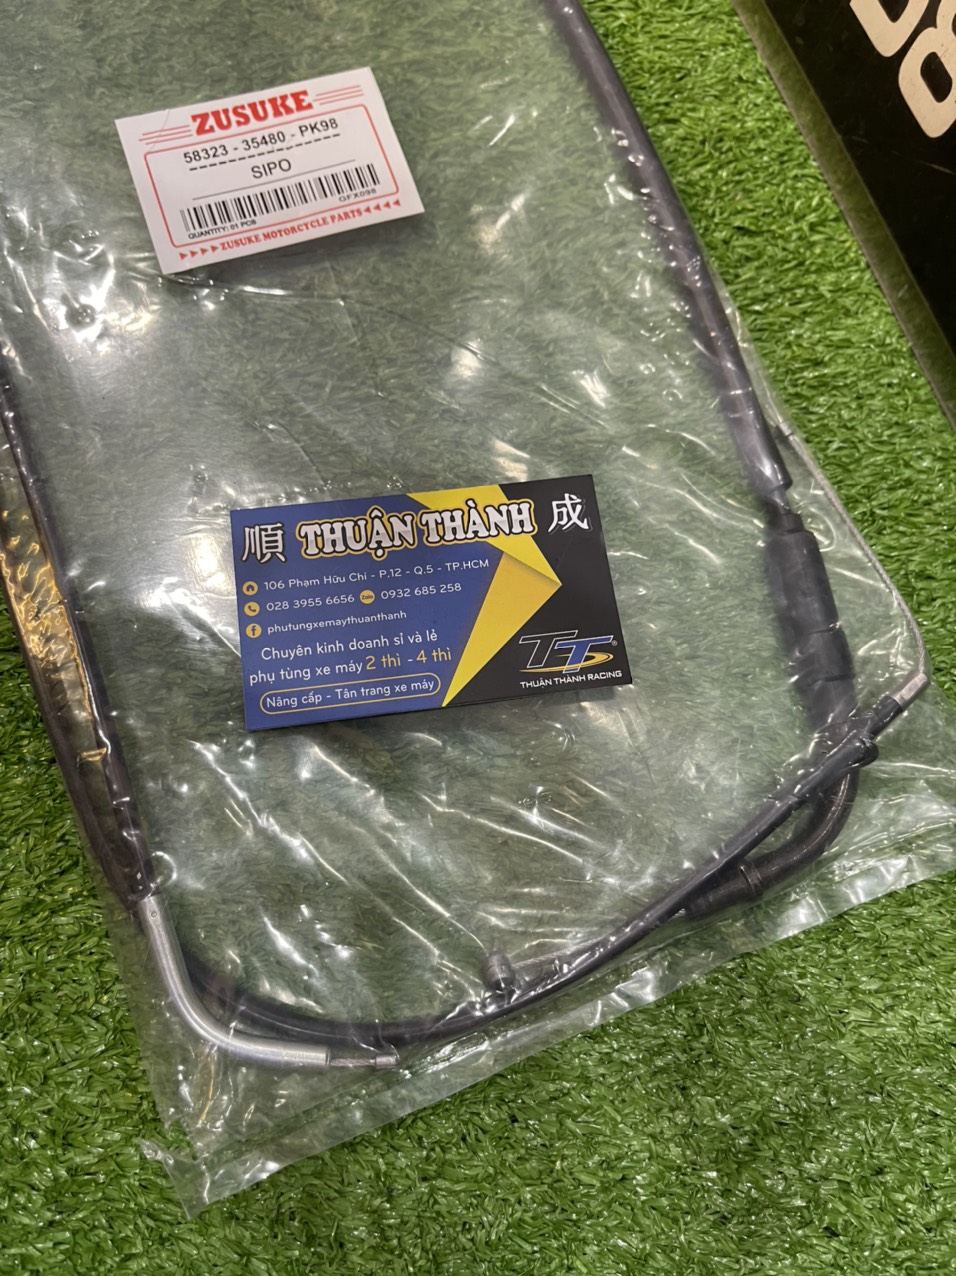 ZUSUKE
58323 - 35480 - PK98
SIPO
GFX098
QUANTITY: 01 PCS
ZUSUKE MOTORCYCLE PARTS
順 THUẬN THÀNH 成
106 Phạm Hữu Chí - P.12 - Q.5 - TP.HCM
028 3955 6656 Zalo 0932 685 258
phutungxemaythuanthanh
Chuyên kinh doanh sỉ và lẻ
phụ tùng xe máy 2 thì - 4 thì
Nâng cấp - Tân trang xe máy
TT®
THUẬN THÀNH RACING